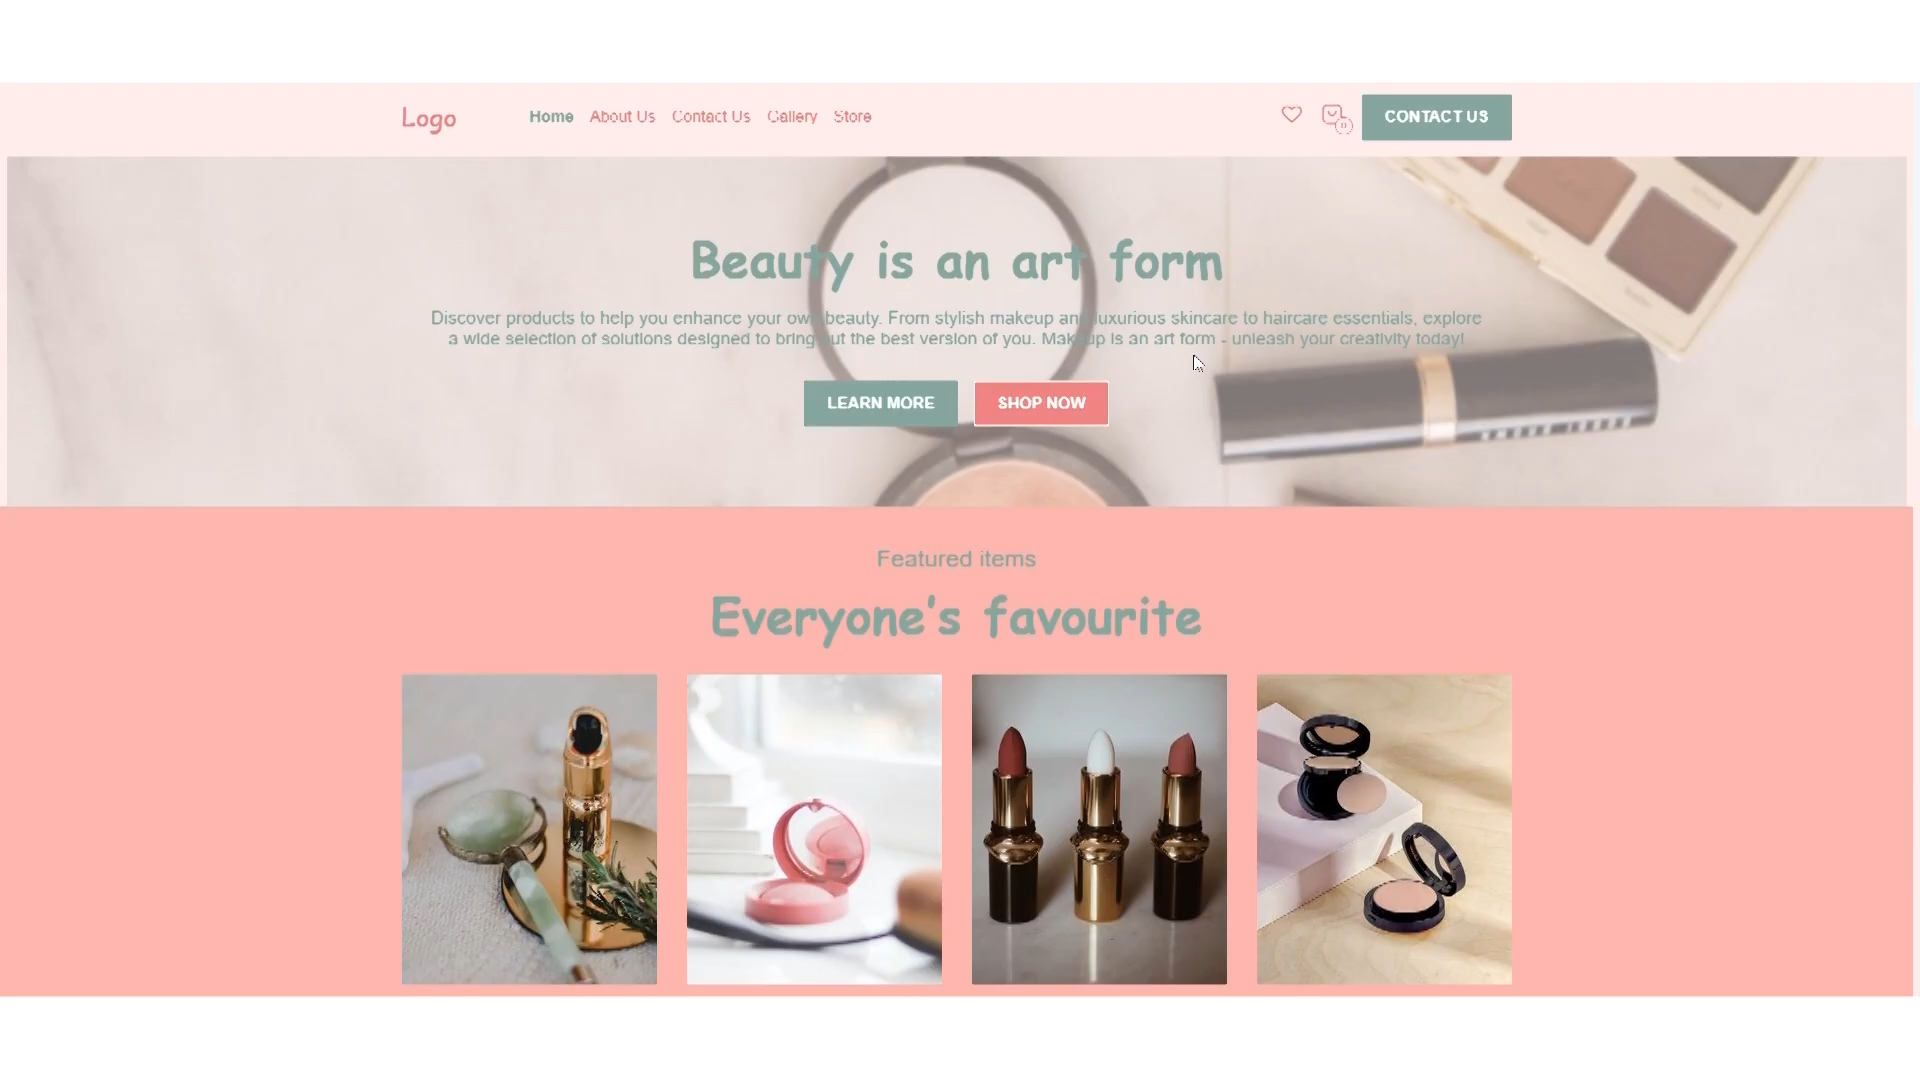 Logo
Home About Us Contact Us Gallery Store
0
CONTACT US
Beauty is an art form
Discover products to help you enhance your own beauty. From stylish makeup and luxurious skincare to haircare essentials, explore
a wide selection of solutions designed to bring out the best version of you. Makeup is an art form - unleash your creativity today!
LEARN MORE
SHOP NOW
Featured items
Everyone's favourite